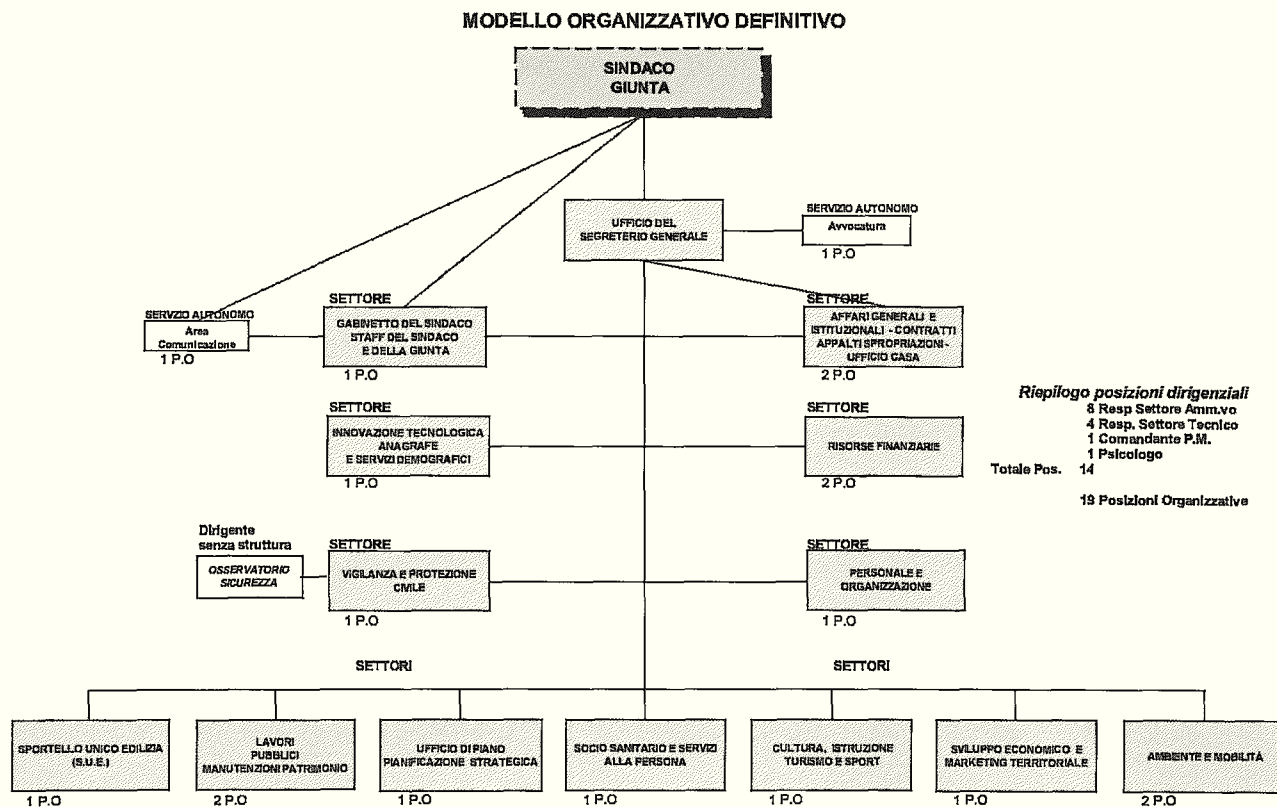 MODELLO ORGANIZZATIVO DEFINITIVO
SINDACO
GIUNTA
UFFICIO DEL
SEGRETERIO GENERALE
SERVIZIO AUTONOMO
Avvocatura
1 P.O
SERVZIO AUTONOMO
Area
Comunicazione
1 P.O
SETTORE
GABINETTO DEL SINDACO
STAFF DEL SINDACO
E DELLA GIUNTA
1 P.O
SETTORE
AFFARI GENERALI E
ISTITUZIONALI - CONTRATTI
APPALTI SPROPRIAZIONI -
UFFICIO CASA
2 P.O
SETTORE
INNOVAZIONE TECNOLOGICA
ANAGRAFE
E SERVIZI DEMOGRAFICI
1 P.O
SETTORE
RISORSE FINANZIARIE
2 P.O
Riepilogo posizioni dirigenziali
8 Resp Settore Amm.vo
4 Resp. Settore Tecnico
1 Comandante P.M.
1 Psicologo
Totale Pos. 14
19 Posizioni Organizzative
Dirigente
senza struttura
OSSERVATORIO
SICUREZZA
SETTORE
VIGILANZA E PROTEZIONE
CIVILE
1 P.O
SETTORE
PERSONALE E
ORGANIZZAZIONE
1 P.O
SETTORI
SETTORI
SPORTELLO UNICO EDILIZIA
(S.U.E.)
1 P.O
LAVORI
PUBBLICI
MANUTENZIONI PATRIMONIO
2 P.O
UFFICIO DI PIANO
PIANIFICAZIONE STRATEGICA
1 P.O
SOCIO SANITARIO E SERVIZI
ALLA PERSONA
1 P.O
CULTURA, ISTRUZIONE
TURISMO E SPORT
1 P.O
SVILUPPO ECONOMICO E
MARKETING TERRITORIALE
1 P.O
AMBIENTE E MOBILITÀ
2 P.O